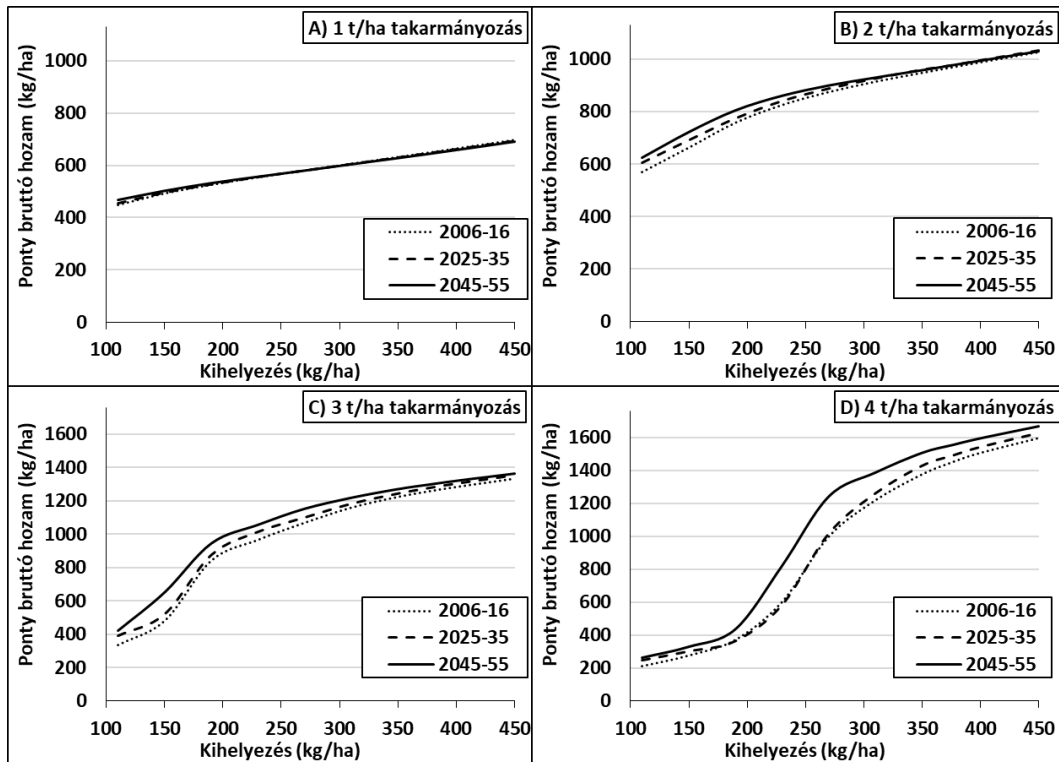 A) 1 t/ha takarmányozás
Ponty bruttó hozam (kg/ha)
1000
800
600
400
200
0
2006-16
2025-35
2045-55
100 150 200 250 300 350 400 450
Kihelyezés (kg/ha)
B) 2 t/ha takarmányozás
Ponty bruttó hozam (kg/ha)
1000
800
600
400
200
0
2006-16
2025-35
2045-55
100 150 200 250 300 350 400 450
Kihelyezés (kg/ha)
C) 3 t/ha takarmányozás
Ponty bruttó hozam (kg/ha)
1600
1400
1200
1000
800
600
400
200
0
2006-16
2025-35
2045-55
100 150 200 250 300 350 400 450
Kihelyezés (kg/ha)
D) 4 t/ha takarmányozás
Ponty bruttó hozam (kg/ha)
1600
1400
1200
1000
800
600
400
200
0
2006-16
2025-35
2045-55
100 150 200 250 300 350 400 450
Kihelyezés (kg/ha)